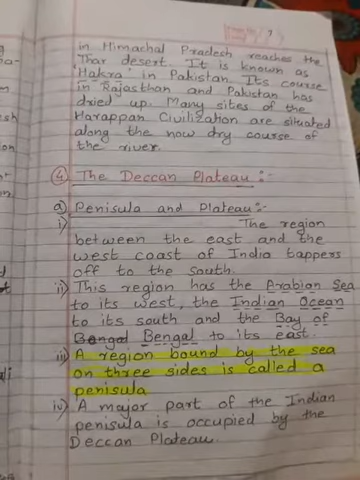 in Himachal Pradesh reaches the
Thar desert. It is known as
'Hakra' in Pakistan. Its course
in Rajasthan and Pakistan has
dried up. Many sites of the
Harappan Civilization are situated
along the now dry course of
the river.
4) The Deccan Plateau:-
a) Penisula and Plateau:-
i) The region
between the east and the
west coast of India tappers
off to the south.
ii) This region has the Arabian Sea
to its west, the Indian Ocean
to its south and the Bay of
Bengal Bengal to its east.
iii) A region bound by the sea
on three sides is called a
penisula
iv) A major part of the Indian
penisula is occupied by the
Deccan Plateau.